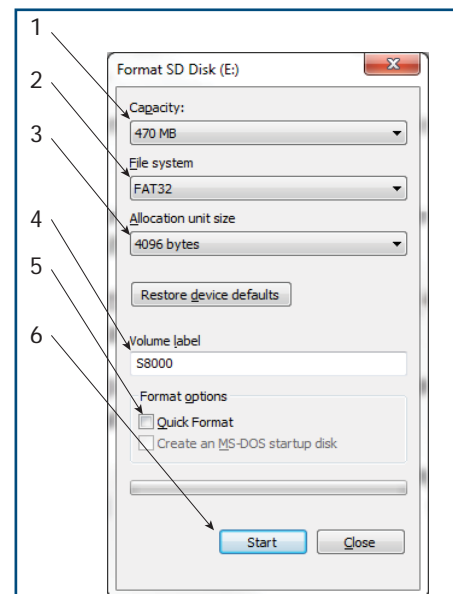 1
Format SD Disk (E:)
2
Capacity:
3
470 MB
File system
FAT32
Allocation unit size
4
4096 bytes
5
Restore device defaults
6
Volume label
S8000
Format options
Quick Format
Create an MS-DOS startup disk
Start Close